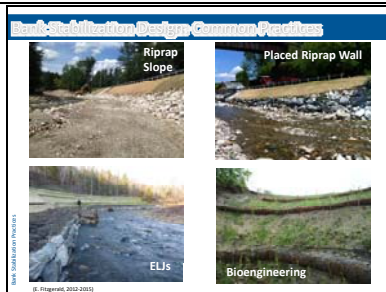 Bank Stabilization Design: Common Practices
Riprap
Slope
Placed Riprap Wall
ELJs
Bioengineering
Bank Stabilization Practices
(E. Fitzgerald, 2012-2015)